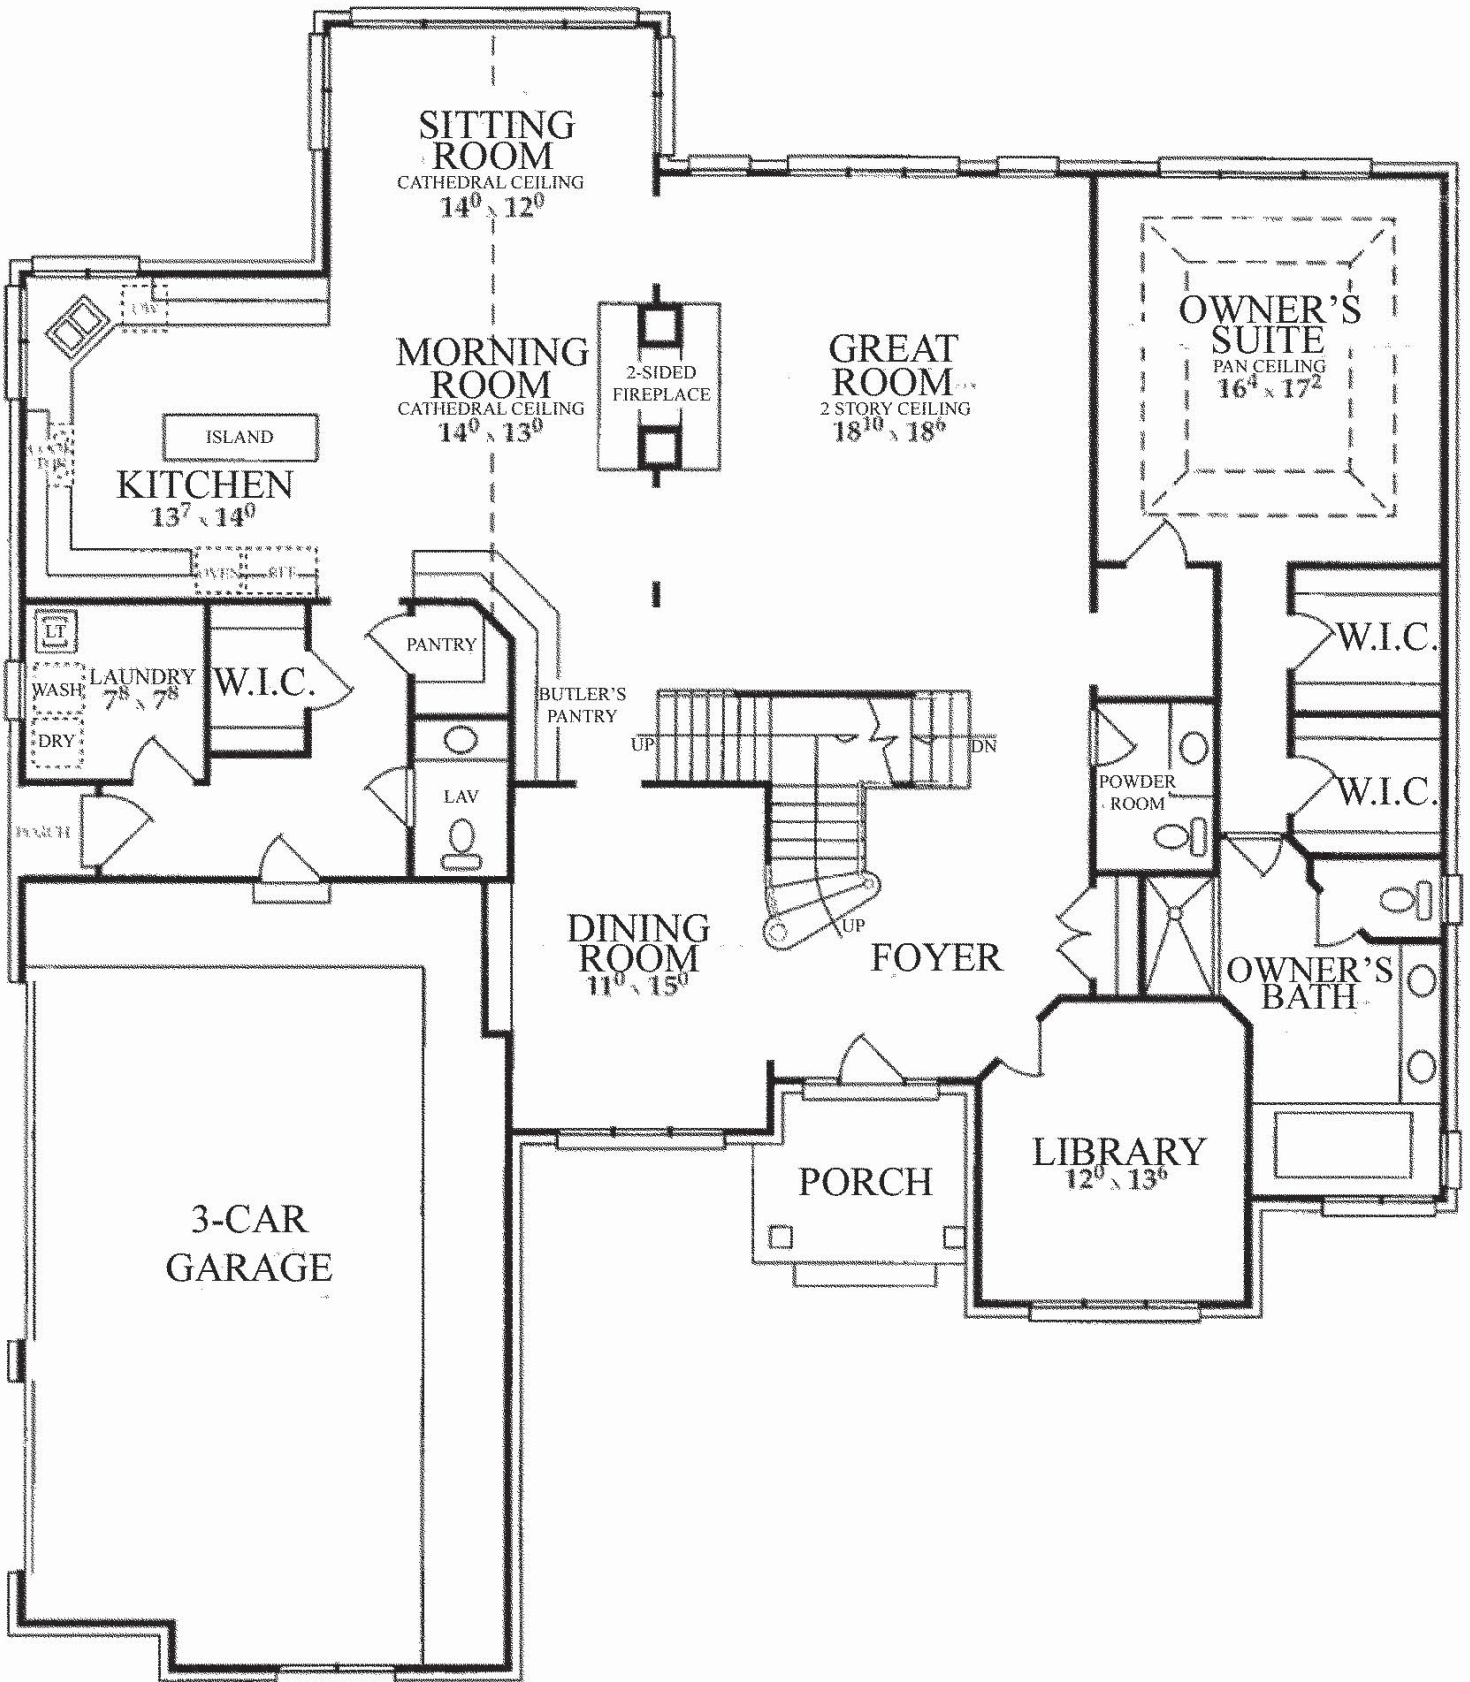 SITTING
ROOM
CATHEDRAL CEILING
14⁰ x 12⁰
OWNER'S
SUITE
PAN CEILING
16⁴ x 17²
MORNING
ROOM
CATHEDRAL CEILING
14⁰ x 13⁰
2-SIDED
FIREPLACE
GREAT
ROOM
2 STORY CEILING
18¹⁰ x 18⁶
DW
ISLAND
KITCHEN
13⁷ x 14⁰
OVEN
REF
LT
WASH
LAUNDRY
7⁸ x 7⁸
DRY
W.I.C.
PANTRY
BUTLER'S
PANTRY
UP
DN
W.I.C.
W.I.C.
LAV
POWDER
ROOM
PORCH
DINING
ROOM
11⁰ x 15⁰
UP
FOYER
OWNER'S
BATH
LIBRARY
12⁰ x 13⁶
PORCH
3-CAR
GARAGE